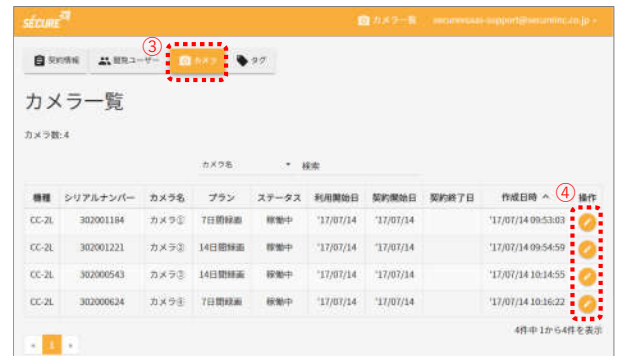 SECURE
カメラ一覧 securevsaas-support@secureinc.co.jp
③
契約情報 閲覧ユーザー カメラ タグ
カメラ一覧
カメラ数:4
カメラ名 検索
④
機種 シリアルナンバー カメラ名 プラン ステータス 利用開始日 契約開始日 契約終了日 作成日時 ^ 操作
CC-2L 302001184 カメラ① 7日間録画 稼働中 '17/07/14 '17/07/14 '17/07/14 09:53:03
CC-2L 302001221 カメラ② 14日間録画 稼働中 '17/07/14 '17/07/14 '17/07/14 09:54:59
CC-2L 302000543 カメラ③ 14日間録画 稼働中 '17/07/14 '17/07/14 '17/07/14 10:14:55
CC-2L 302000624 カメラ④ 7日間録画 稼働中 '17/07/14 '17/07/14 '17/07/14 10:16:22
4件中 1から4件を表示
« 1 »